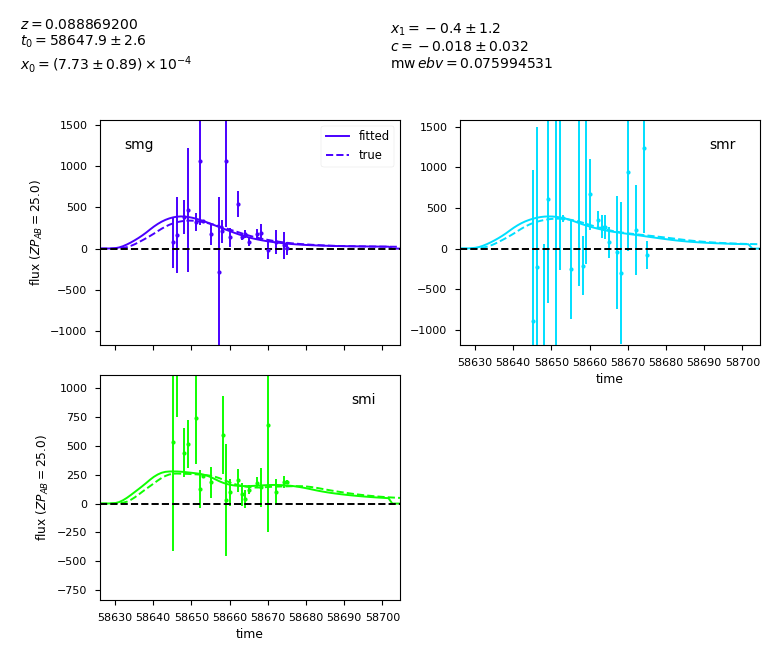 z = 0.088869200
t₀ = 58647.9 ± 2.6
x₀ = (7.73 ± 0.89) × 10⁻⁴
x₁ = −0.4 ± 1.2
c = −0.018 ± 0.032
mw ebv = 0.075994531
smg
fitted
true
1500
1000
500
0
−500
−1000
flux (ZP_AB = 25.0)
smr
1500
1000
500
0
−500
−1000
58630 58640 58650 58660 58670 58680 58690 58700
time
smi
1000
750
500
250
0
−250
−500
−750
flux (ZP_AB = 25.0)
58630 58640 58650 58660 58670 58680 58690 58700
time